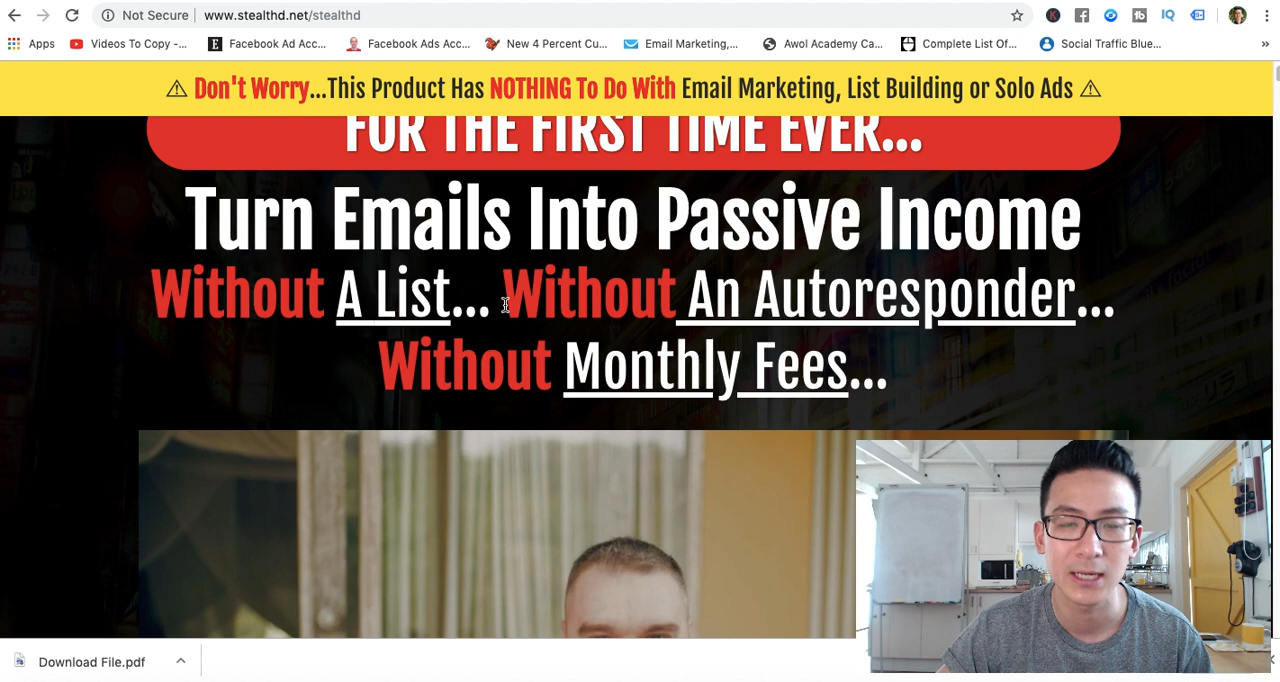 Not Secure www.stealthd.net/stealthd
Apps Videos To Copy -... Facebook Ad Acc... Facebook Ads Acc... New 4 Percent Cu... Email Marketing,... Awol Academy Ca... Complete List Of... Social Traffic Blue... »
⚠ Don't Worry...This Product Has NOTHING To Do With Email Marketing, List Building or Solo Ads ⚠
FOR THE FIRST TIME EVER...
Turn Emails Into Passive Income
Without A List... Without An Autoresponder...
Without Monthly Fees...
Download File.pdf